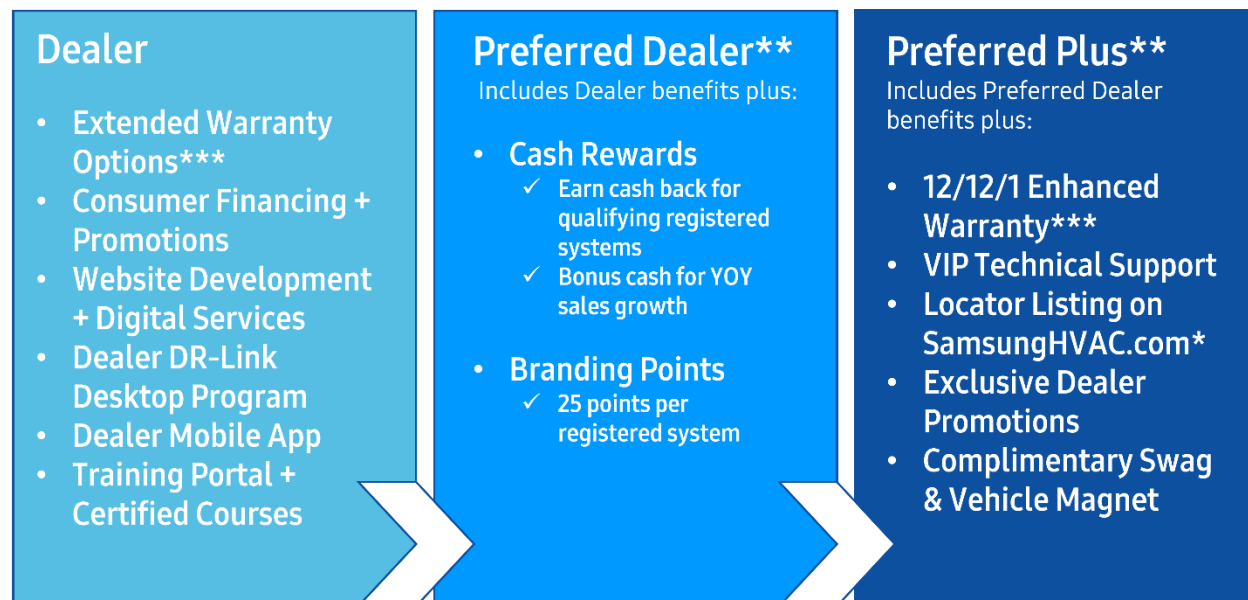 Dealer
• Extended Warranty
Options***
• Consumer Financing +
Promotions
• Website Development
+ Digital Services
• Dealer DR-Link
Desktop Program
• Dealer Mobile App
• Training Portal +
Certified Courses
Preferred Dealer**
Includes Dealer benefits plus:
• Cash Rewards
✓ Earn cash back for
qualifying registered
systems
✓ Bonus cash for YOY
sales growth
• Branding Points
✓ 25 points per
registered system
Preferred Plus**
Includes Preferred Dealer
benefits plus:
• 12/12/1 Enhanced
Warranty***
• VIP Technical Support
• Locator Listing on
SamsungHVAC.com*
• Exclusive Dealer
Promotions
• Complimentary Swag
& Vehicle Magnet